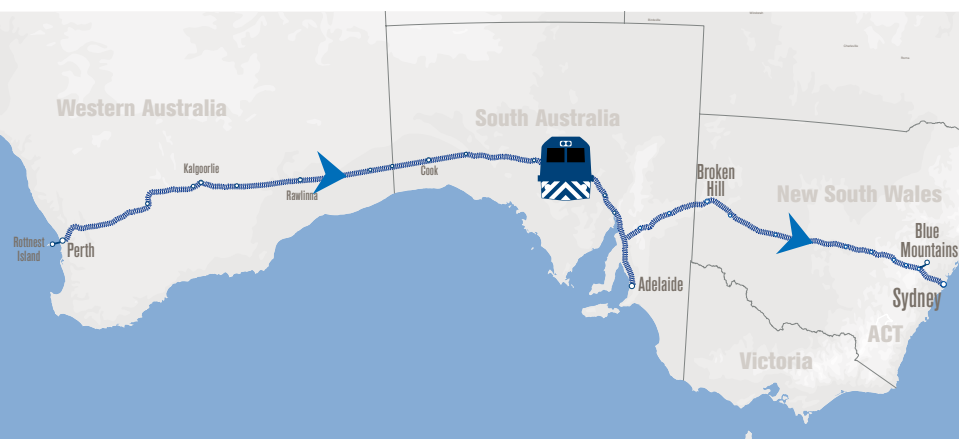 Western Australia
South Australia
Kalgoorlie
Cook
Rawlinna
Broken
Hill
New South Wales
Blue
Mountains
Rottnest
Island
Perth
Adelaide
Sydney
ACT
Victoria